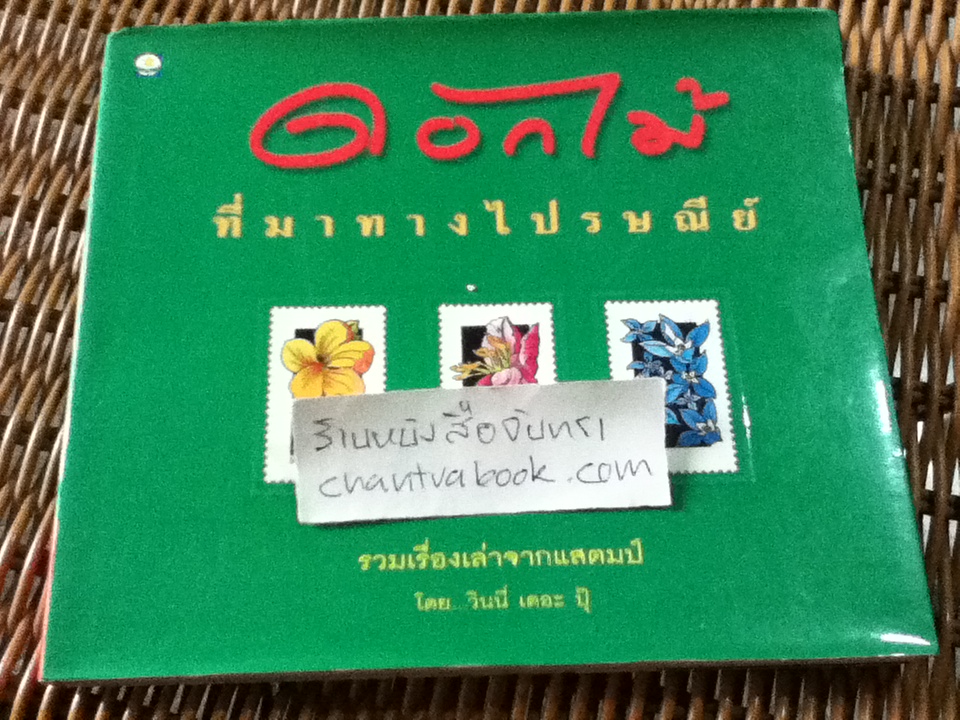 ดอกไม้
ที่มาทางไปรษณีย์
ร้านหนังสือจันทรา
chantrabook.com
รวมเรื่องเล่าจากแสตมป์
โดย...วินนี่ เดอะ ปุ๊